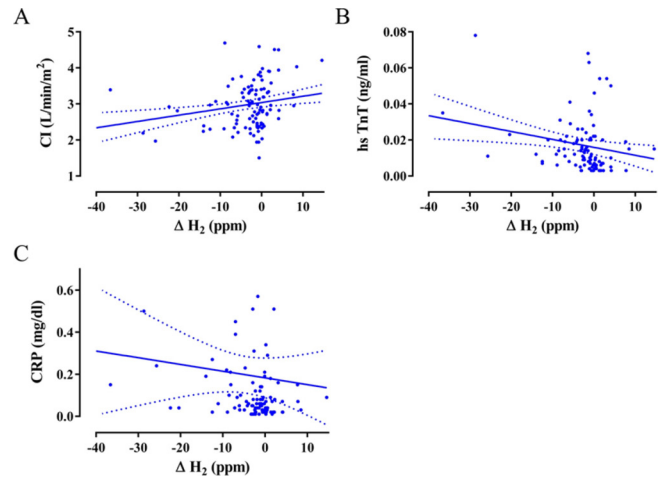 A
CI (L/min/m²)
5
4
3
2
1
-40 -30 -20 -10 0 10
Δ H₂ (ppm)
B
hs TnT (ng/ml)
0.08
0.06
0.04
0.02
0.00
-40 -30 -20 -10 0 10
Δ H₂ (ppm)
C
CRP (mg/dl)
0.6
0.4
0.2
0.0
-40 -30 -20 -10 0 10
Δ H₂ (ppm)